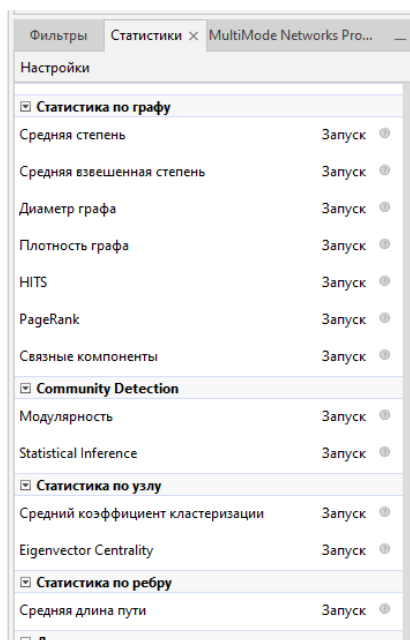 Фильтры Статистики × MultiMode Networks Pro...
Настройки
Статистика по графу
Средняя степень Запуск
Средняя взвешенная степень Запуск
Диаметр графа Запуск
Плотность графа Запуск
HITS Запуск
PageRank Запуск
Связные компоненты Запуск
Community Detection
Модулярность Запуск
Statistical Inference Запуск
Статистика по узлу
Средний коэффициент кластеризации Запуск
Eigenvector Centrality Запуск
Статистика по ребру
Средняя длина пути Запуск